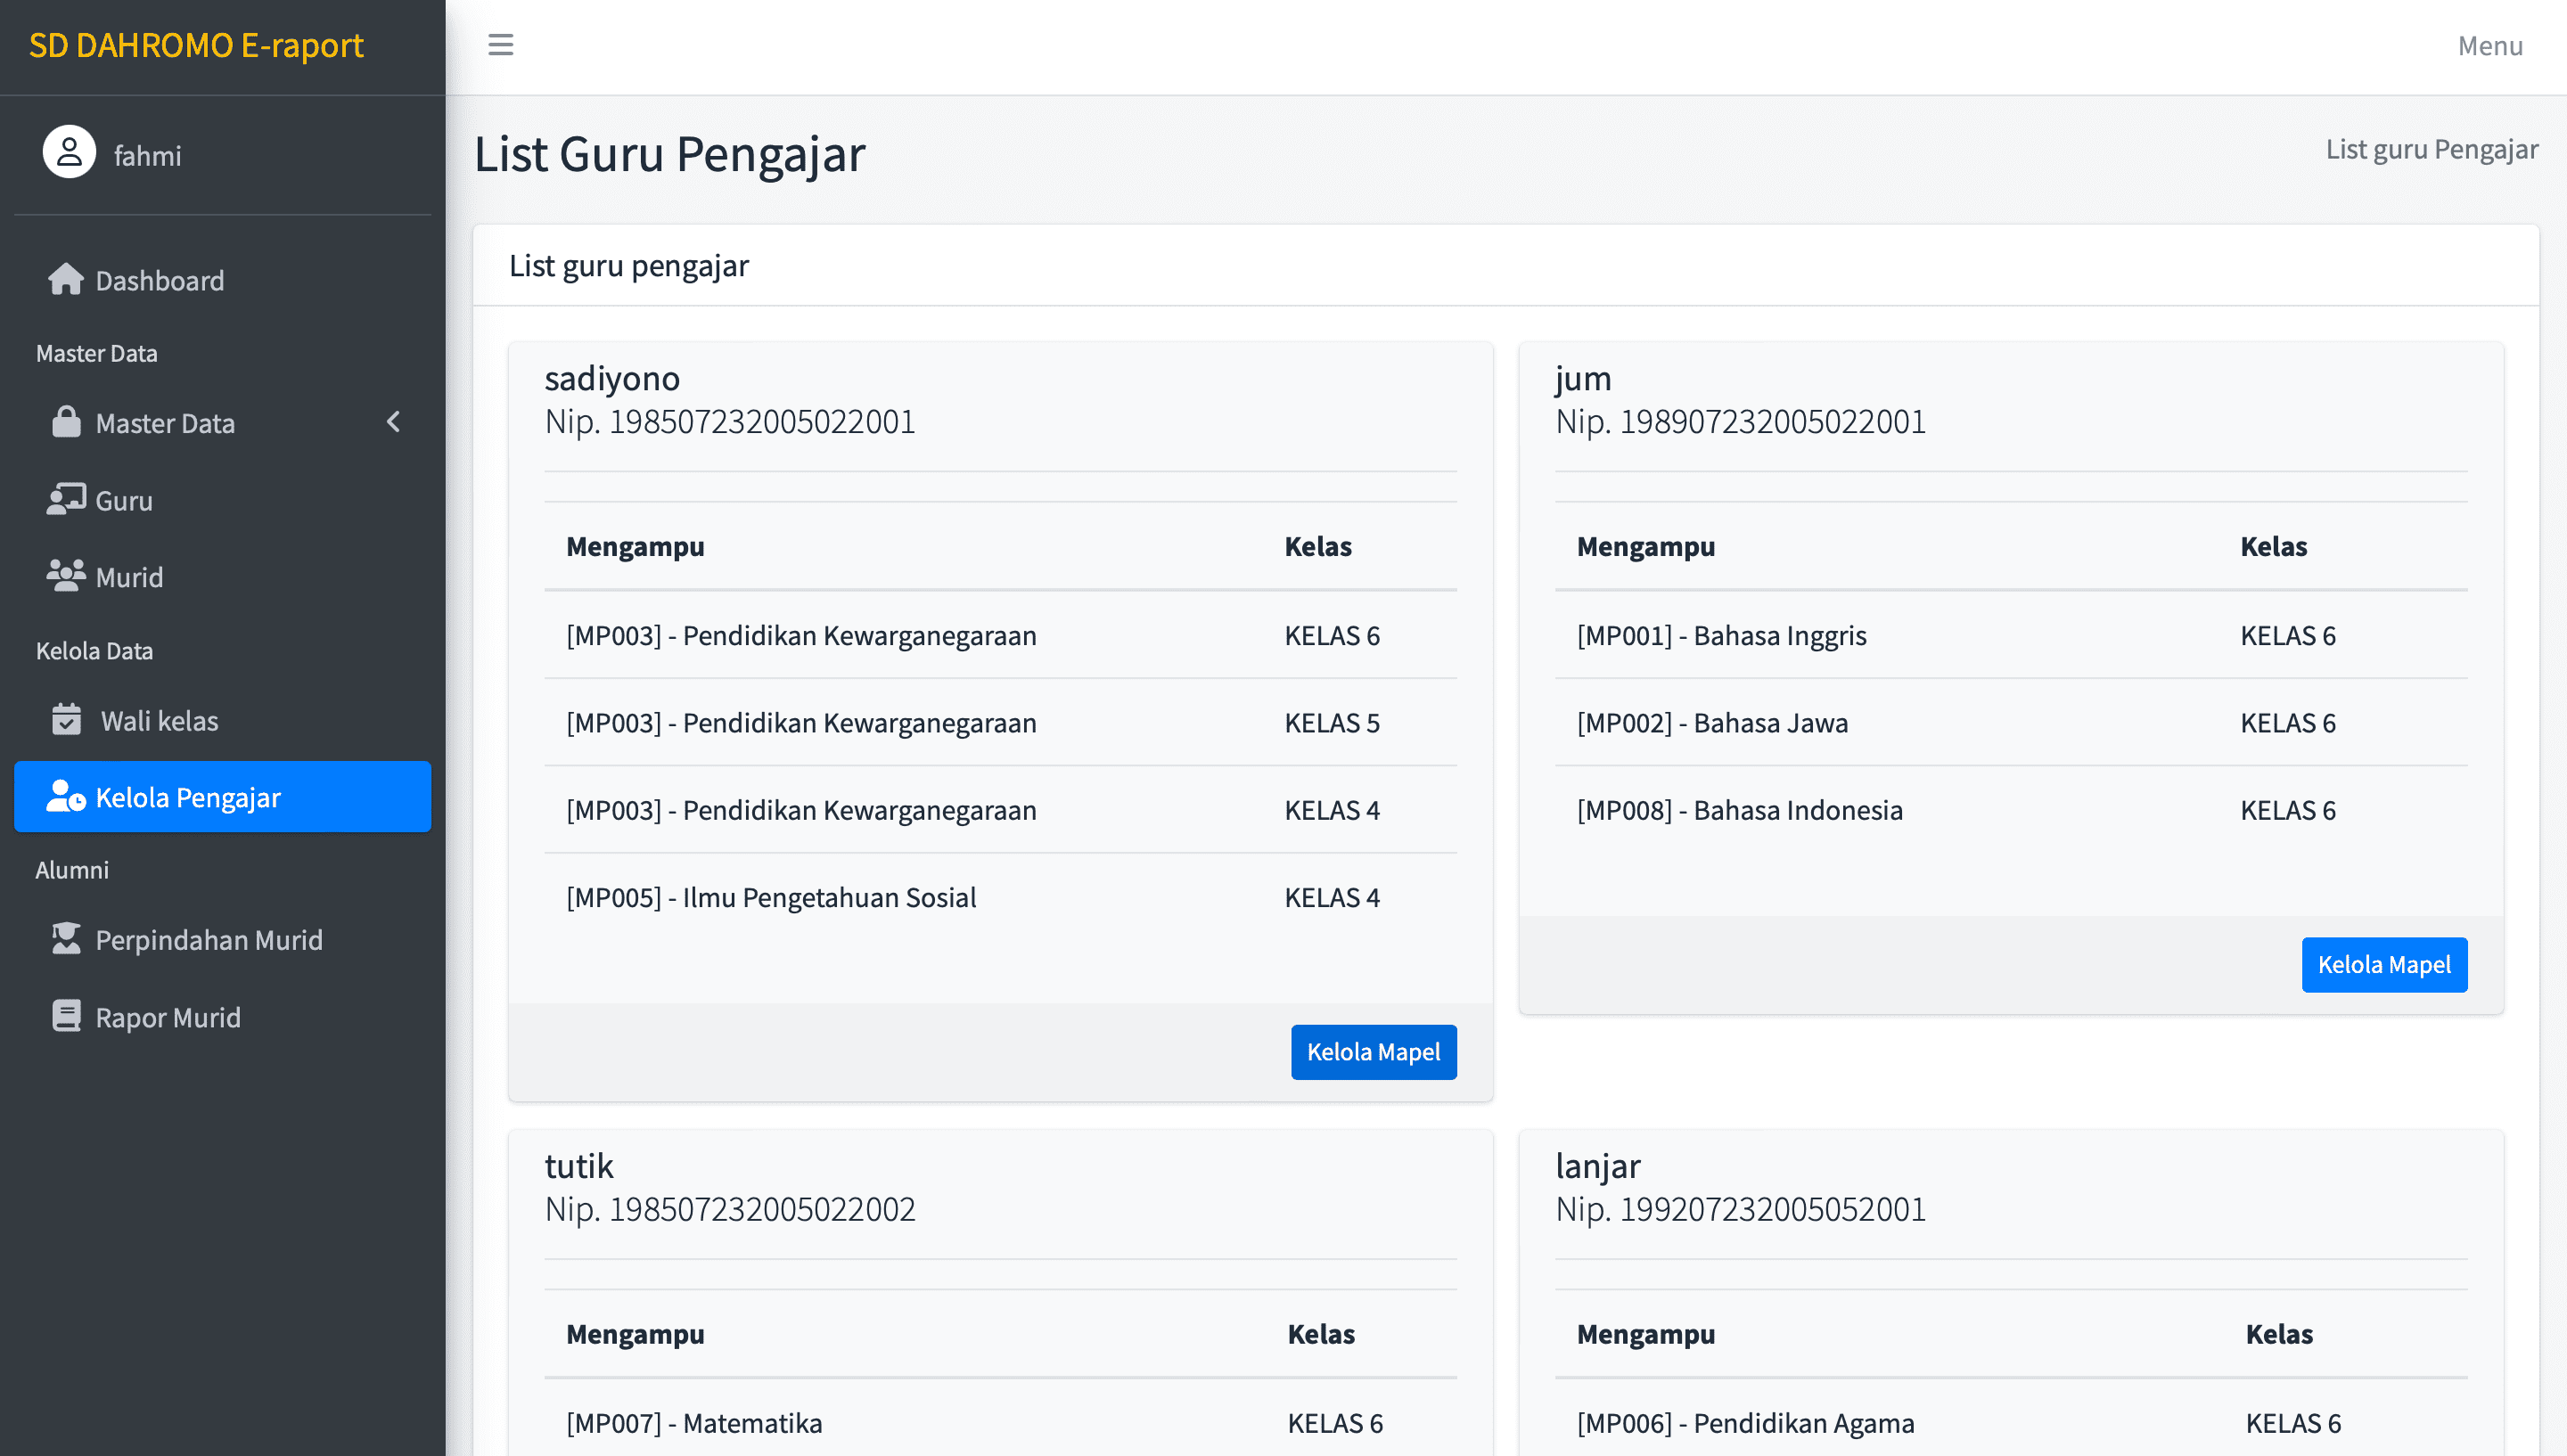 SD DAHROMO E-raport
Menu
fahmi
Dashboard
Master Data
Master Data
Guru
Murid
Kelola Data
Wali kelas
Kelola Pengajar
Alumni
Perpindahan Murid
Rapor Murid
List Guru Pengajar
List guru Pengajar
List guru pengajar
sadiyono
Nip. 198507232005022001
Mengampu Kelas
[MP003] - Pendidikan Kewarganegaraan KELAS 6
[MP003] - Pendidikan Kewarganegaraan KELAS 5
[MP003] - Pendidikan Kewarganegaraan KELAS 4
[MP005] - Ilmu Pengetahuan Sosial KELAS 4
Kelola Mapel
jum
Nip. 198907232005022001
Mengampu Kelas
[MP001] - Bahasa Inggris KELAS 6
[MP002] - Bahasa Jawa KELAS 6
[MP008] - Bahasa Indonesia KELAS 6
Kelola Mapel
tutik
Nip. 198507232005022002
Mengampu Kelas
[MP007] - Matematika KELAS 6
lanjar
Nip. 199207232005052001
Mengampu Kelas
[MP006] - Pendidikan Agama KELAS 6